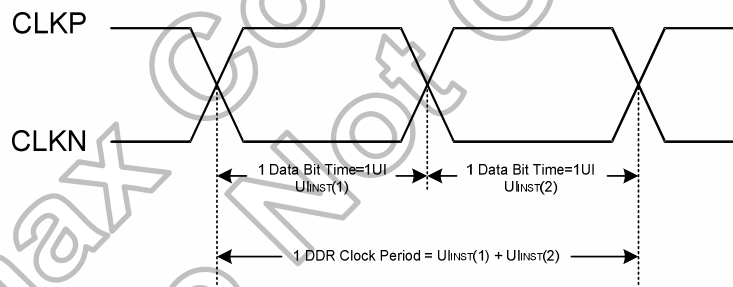 CLKP
CLKN
1 Data Bit Time=1UI
UIINST(1)
1 Data Bit Time=1UI
UIINST(2)
1 DDR Clock Period = UIINST(1) + UIINST(2)